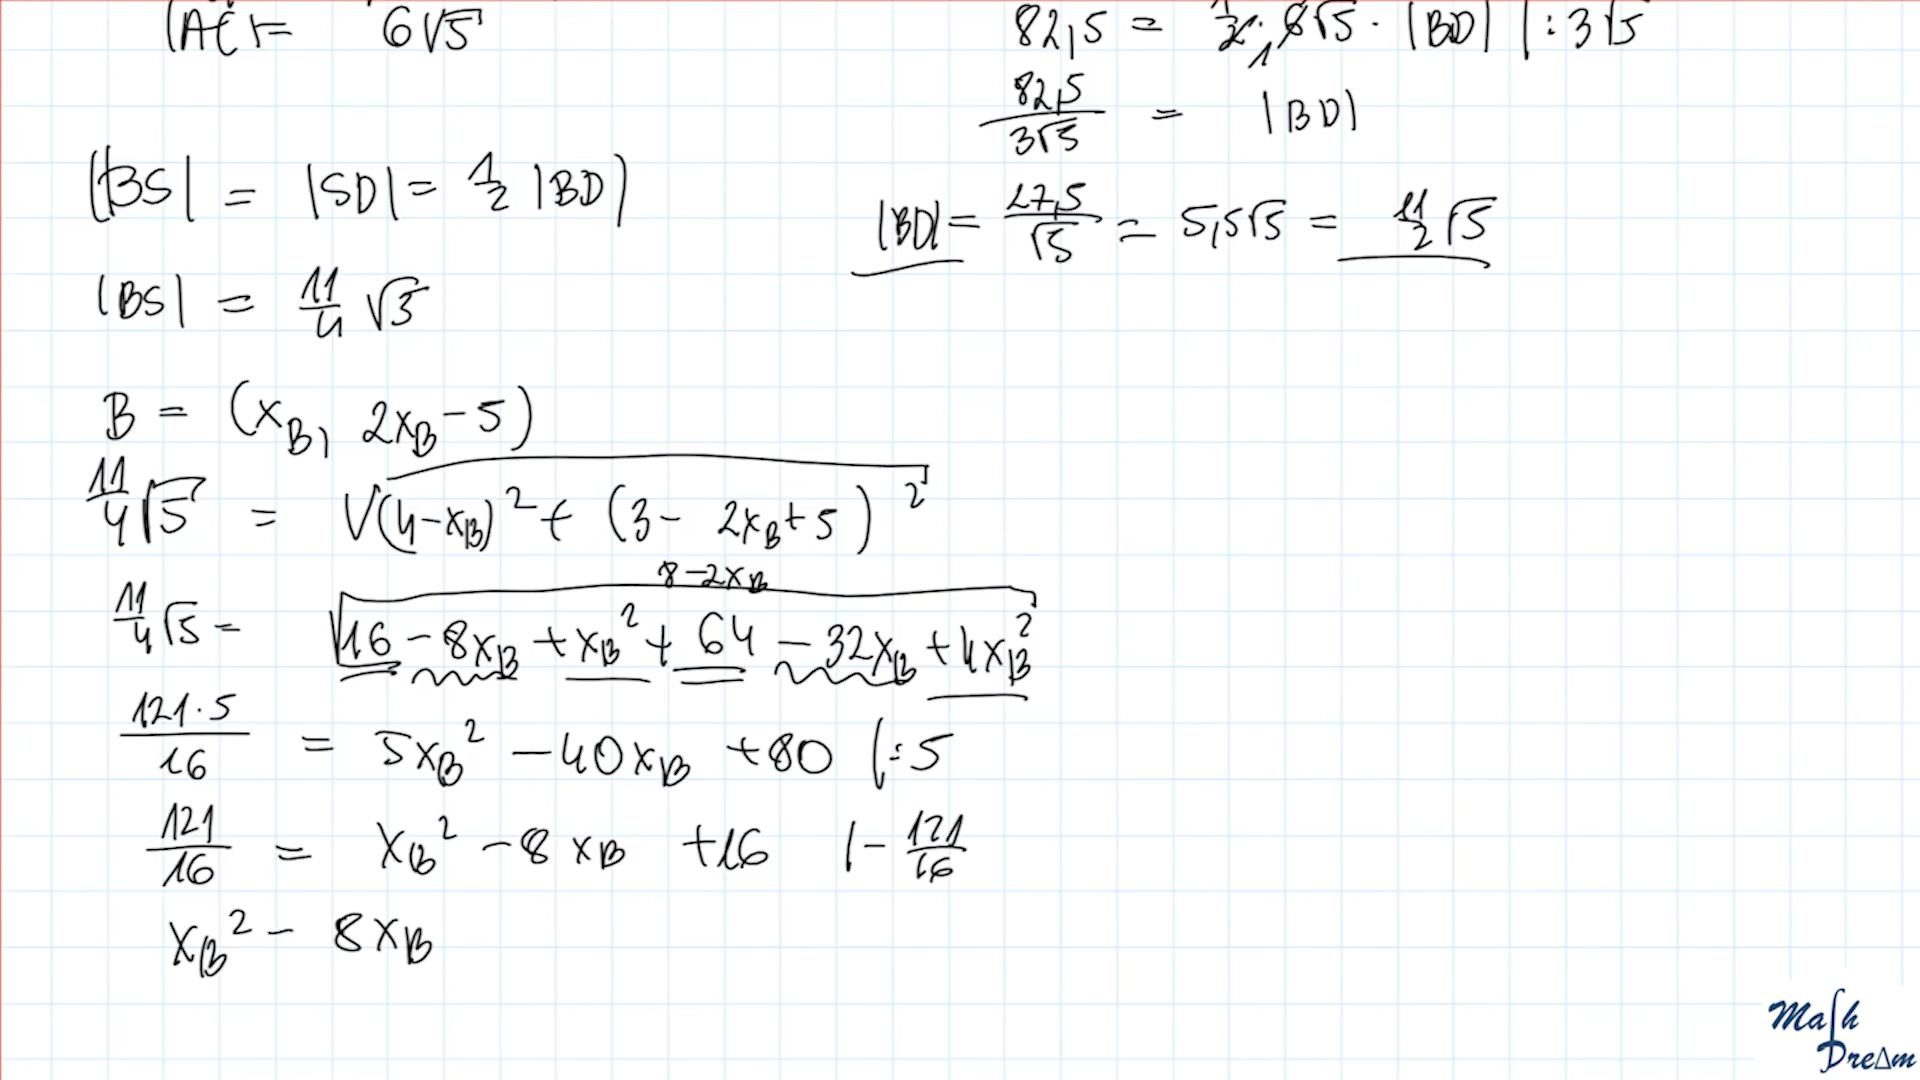 |AC| = 6√5
82,5 = 1/2 · 6√5 · |BD| |:3√5
82,5/3√5 = |BD|
|BD| = 27,5/√5 = 5,5√5 = 11/2 √5
|BS| = |SD| = 1/2 |BD|
|BS| = 11/4 √5
B = (x_B, 2x_B - 5)
11/4 √5 = √((4-x_B)² + (3 - 2x_B + 5)²)
8-2x_B
11/4 √5 = √(16 - 8x_B + x_B² + 64 - 32x_B + 4x_B²)
121·5/16 = 5x_B² - 40x_B + 80 |:5
121/16 = x_B² - 8x_B + 16 |- 121/16
x_B² - 8x_B
Math
Dream